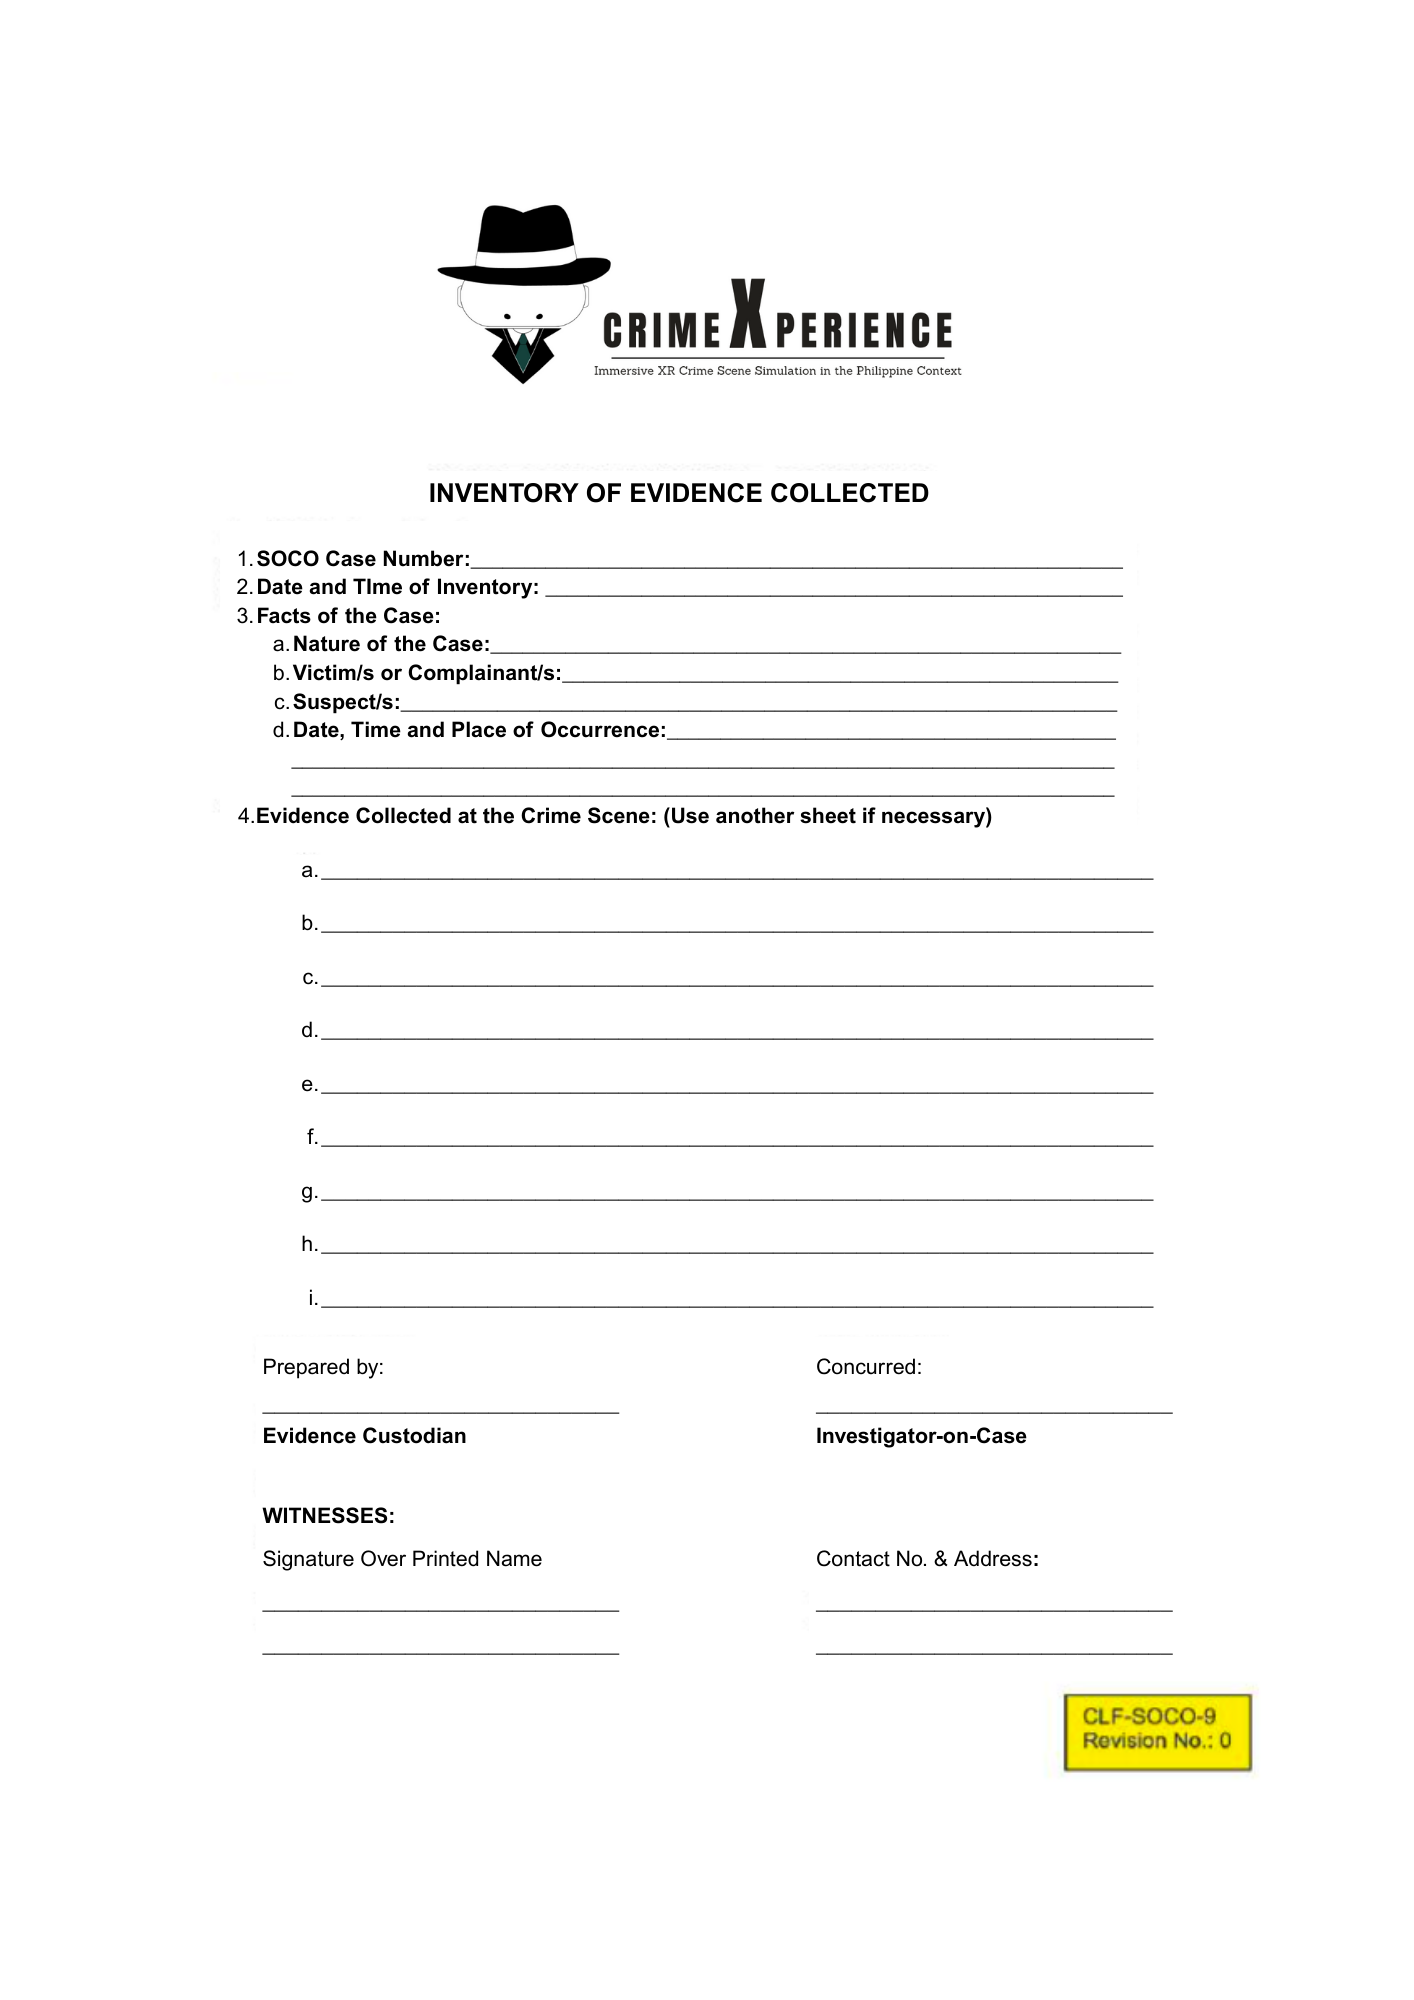 CRIMEXPERIENCE
Immersive XR Crime Scene Simulation in the Philippine Context
INVENTORY OF EVIDENCE COLLECTED
1. SOCO Case Number:
2. Date and TIme of Inventory:
3. Facts of the Case:
a. Nature of the Case:
b. Victim/s or Complainant/s:
c. Suspect/s:
d. Date, Time and Place of Occurrence:
4.Evidence Collected at the Crime Scene: (Use another sheet if necessary)
a.
b.
c.
d.
e.
f.
g.
h.
i.
Prepared by: Concurred:
Evidence Custodian Investigator-on-Case
WITNESSES:
Signature Over Printed Name Contact No. & Address:
CLF-SOCO-9
Revision No.: 0